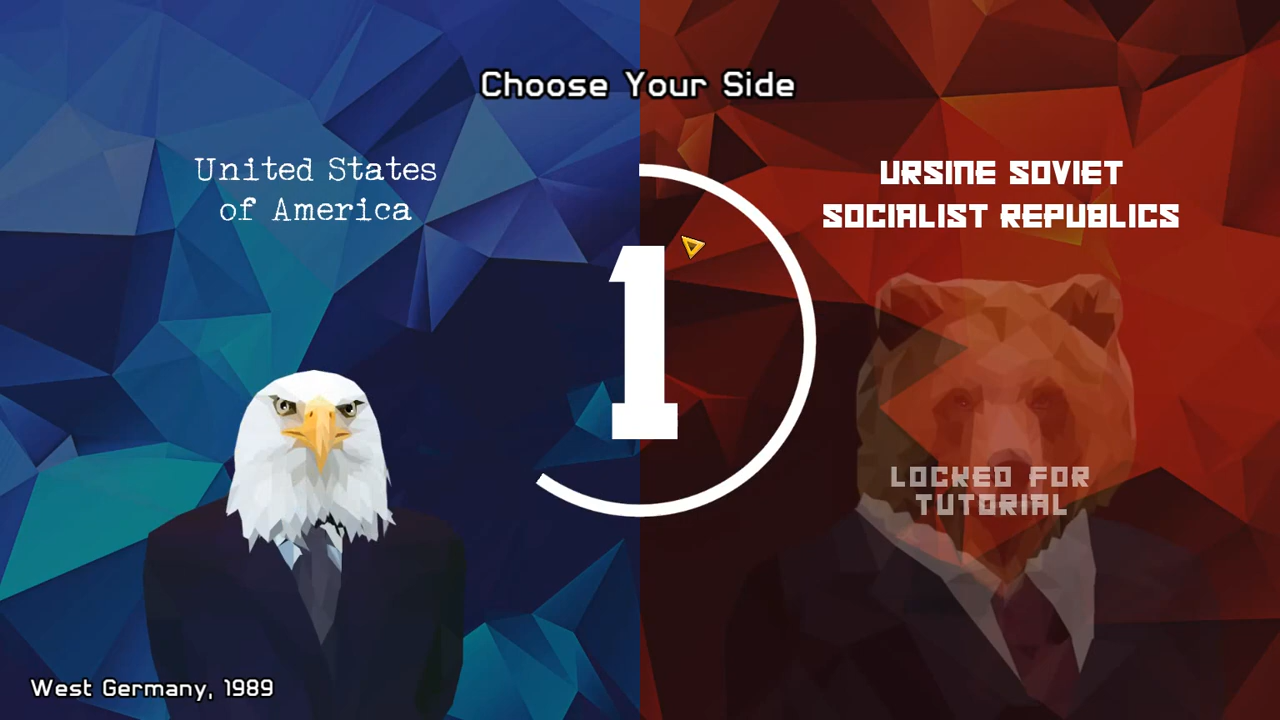 Choose Your Side
United States
of America
URSINE SOVIET
SOCIALIST REPUBLICS
1
LOCKED FOR
TUTORIAL
West Germany, 1989